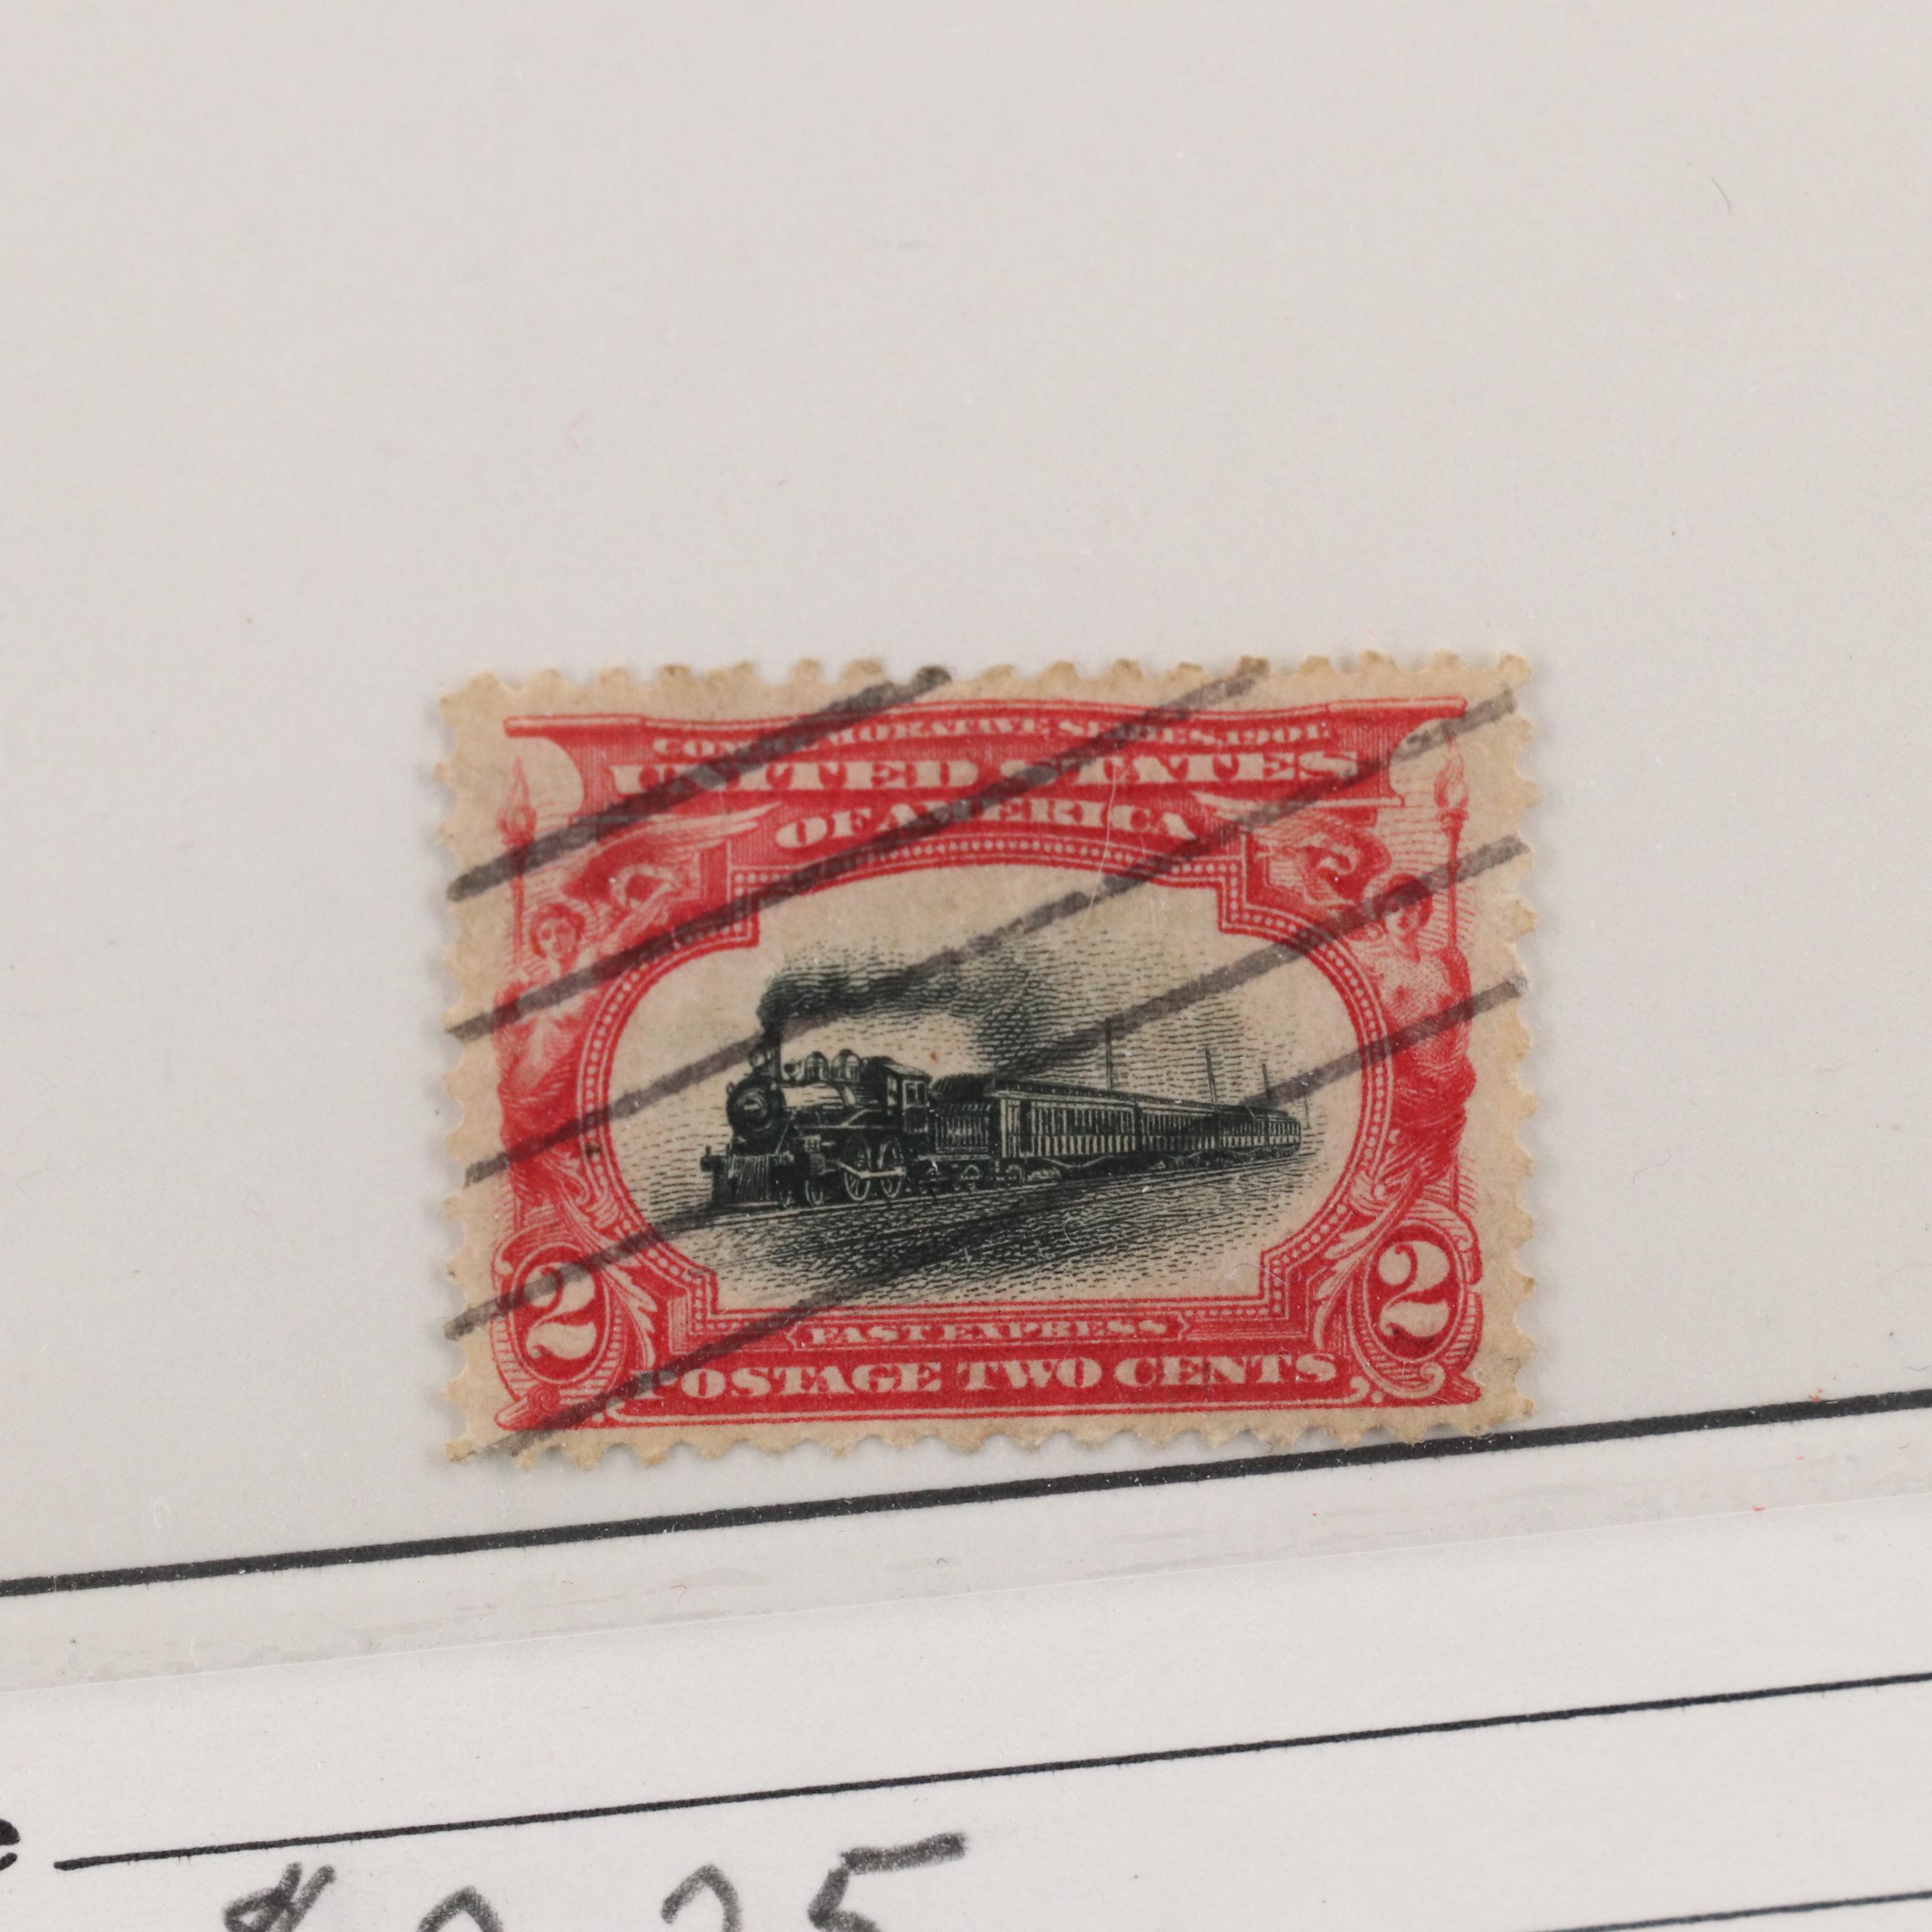 COMMEMORATIVE SERIES, 1901.
UNITED STATES
OF AMERICA
FAST EXPRESS
2 POSTAGE TWO CENTS 2